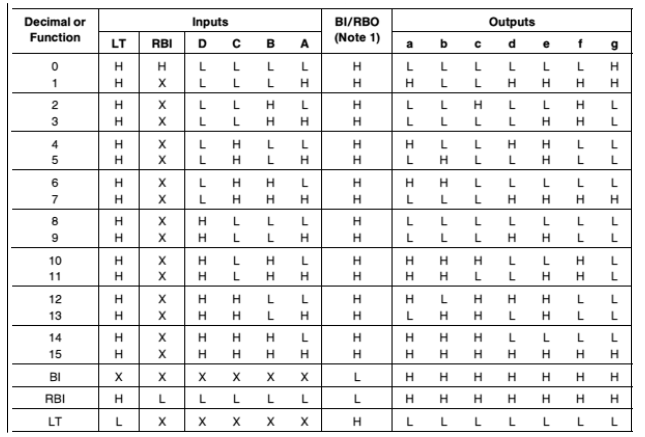 Decimal or Function Inputs BI/RBO (Note 1) Outputs
LT RBI D C B A a b c d e f g
0 H H L L L L H L L L L L L H
1 H X L L L H H H L L H H H H
2 H X L L H L H L L H L L H L
3 H X L L H H H L L L L H H L
4 H X L H L L H H L L H H L L
5 H X L H L H H L H L L H L L
6 H X L H H L H H H L L L L L
7 H X L H H H H L L L H H H H
8 H X H L L L H L L L L L L L
9 H X H L L H H L L L H H L L
10 H X H L H L H H H H L L H L
11 H X H L H H H H H L L H H L
12 H X H H L L H H L H H H L L
13 H X H H L H H L H H L H L L
14 H X H H H L H H H H L L L L
15 H X H H H H H H H H H H H H
BI X X X X X X L H H H H H H H
RBI H L L L L L L H H H H H H H
LT L X X X X X H L L L L L L L